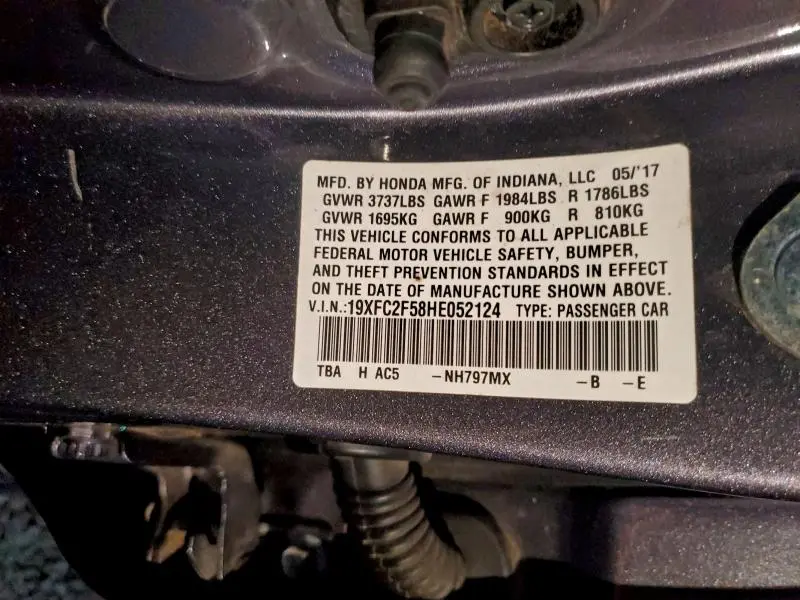 MFD. BY HONDA MFG. OF INDIANA, LLC 05/'17
GVWR 3737LBS GAWR F 1984LBS R 1786LBS
GVWR 1695KG GAWR F 900KG R 810KG
THIS VEHICLE CONFORMS TO ALL APPLICABLE
FEDERAL MOTOR VEHICLE SAFETY, BUMPER,
AND THEFT PREVENTION STANDARDS IN EFFECT
ON THE DATE OF MANUFACTURE SHOWN ABOVE.
V.I.N.:19XFC2F58HE052124 TYPE: PASSENGER CAR
TBA H AC5 -NH797MX -B -E